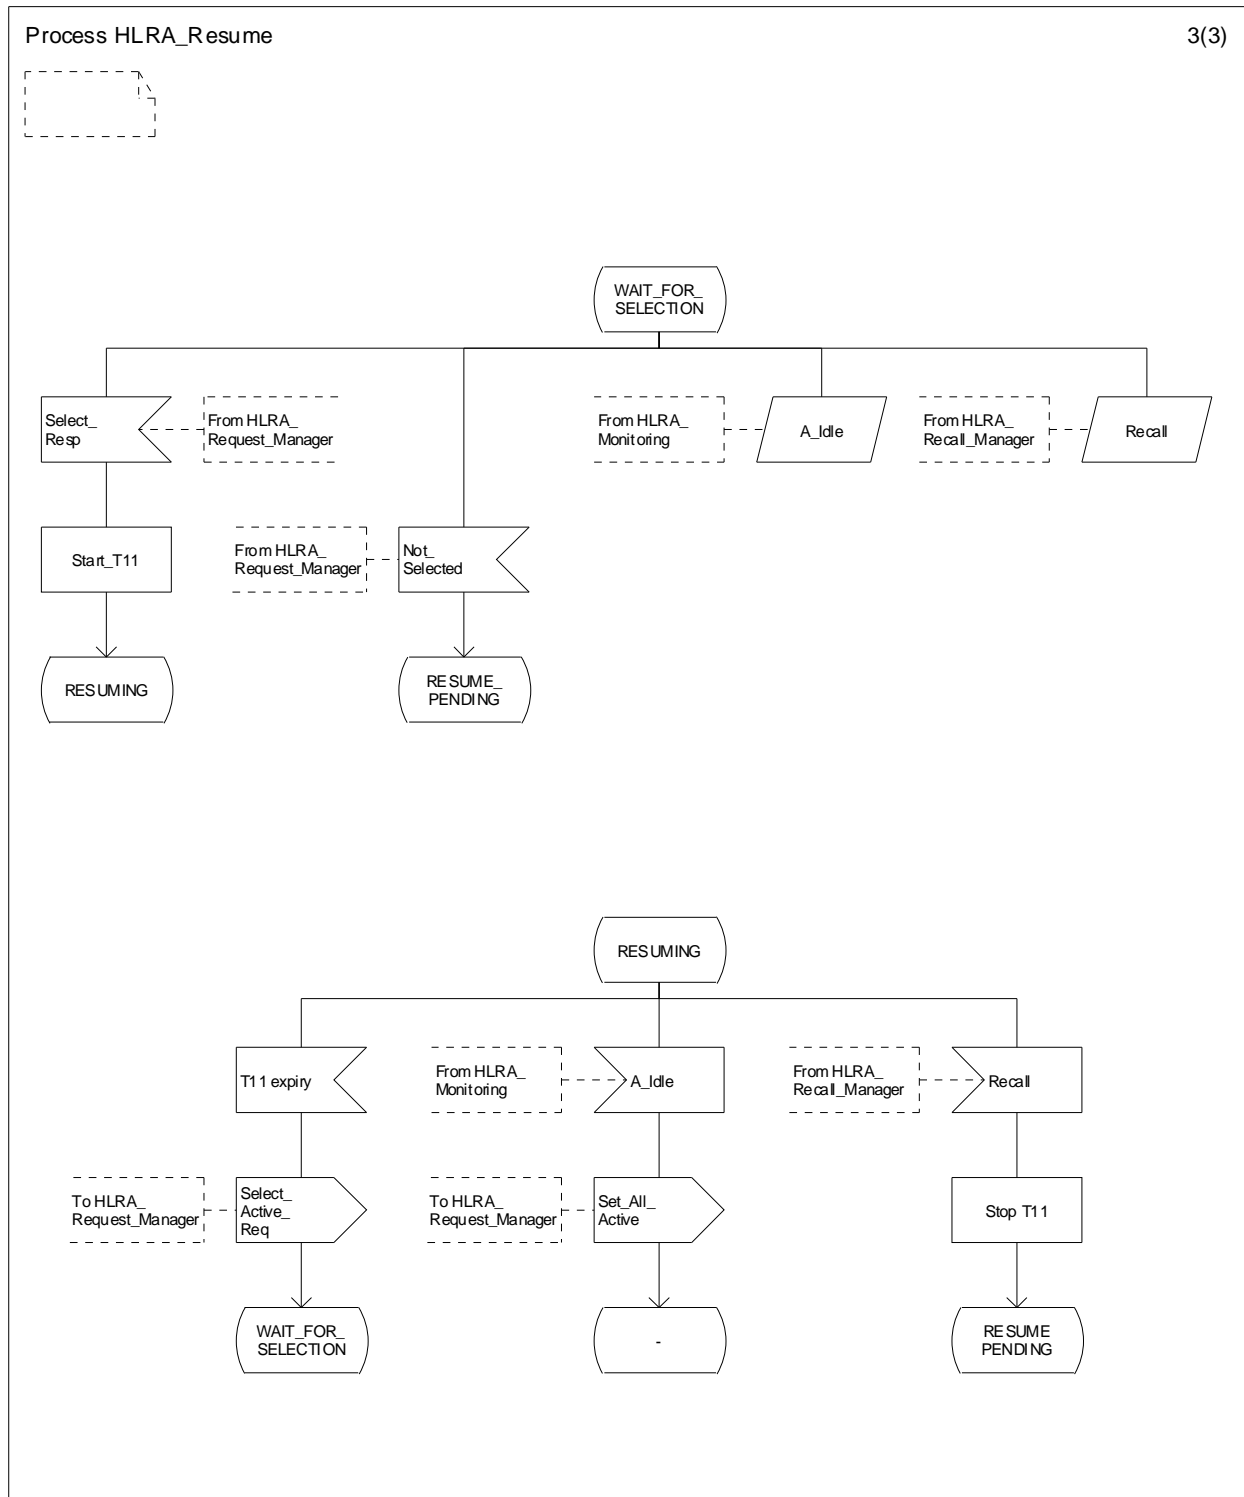 Process HLRA_Resume
3(3)
WAIT_FOR_
SELECTION
Select_
Resp
From HLRA_
Request_Manager
From HLRA_
Monitoring
A_Idle
From HLRA_
Recall_Manager
Recall
Start_T11
From HLRA_
Request_Manager
Not_
Selected
RESUMING
RESUME_
PENDING
RESUMING
T11 expiry
From HLRA_
Monitoring
A_Idle
From HLRA_
Recall_Manager
Recall
To HLRA_
Request_Manager
Select_
Active_
Req
To HLRA_
Request_Manager
Set_All_
Active
Stop T11
WAIT_FOR_
SELECTION
-
RESUME
PENDING